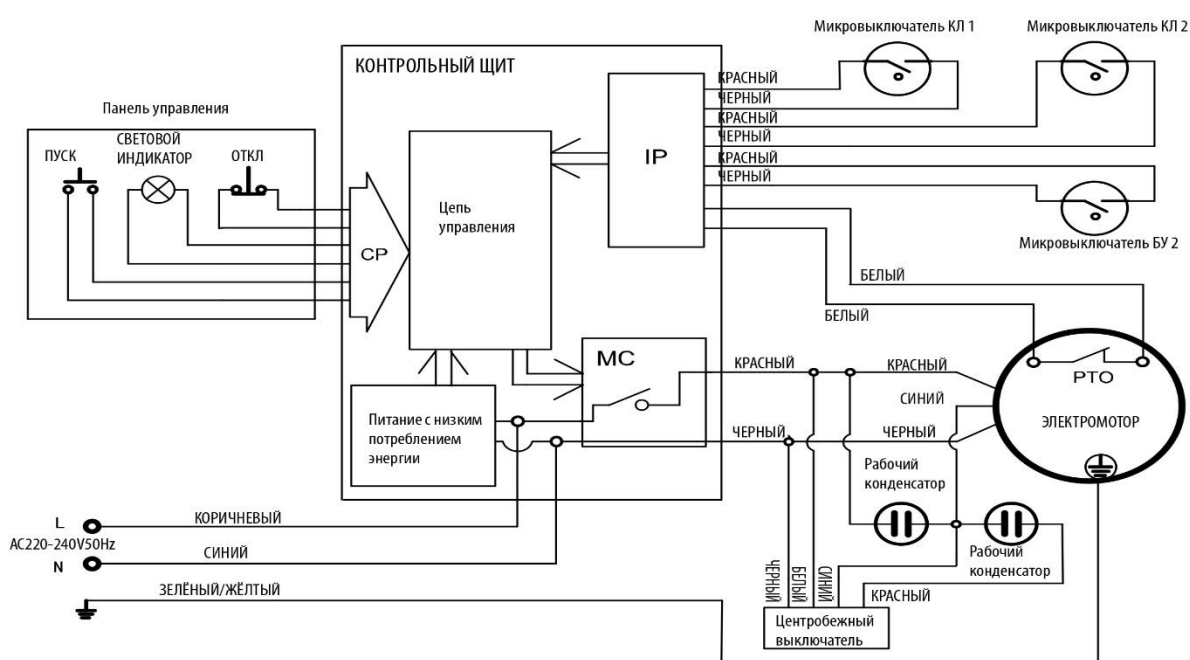 Микровыключатель КЛ 1
Микровыключатель КЛ 2
КОНТРОЛЬНЫЙ ЩИТ
КРАСНЫЙ
ЧЕРНЫЙ
КРАСНЫЙ
ЧЕРНЫЙ
КРАСНЫЙ
ЧЕРНЫЙ
Панель управления
ПУСК
СВЕТОВОЙ
ИНДИКАТОР
ОТКЛ
IP
Цепь
управления
CP
Микровыключатель БУ 2
БЕЛЫЙ
БЕЛЫЙ
MC
КРАСНЫЙ
КРАСНЫЙ
PTO
СИНИЙ
ЭЛЕКТРОМОТОР
Питание с низким
потреблением
энергии
ЧЕРНЫЙ
ЧЕРНЫЙ
Рабочий
конденсатор
L
КОРИЧНЕВЫЙ
AC220-240V50Hz
СИНИЙ
N
Рабочий
конденсатор
ЗЕЛЁНЫЙ/ЖЁЛТЫЙ
ЧЕРНЫЙ
БЕЛЫЙ
СИНИЙ
КРАСНЫЙ
Центробежный
выключатель